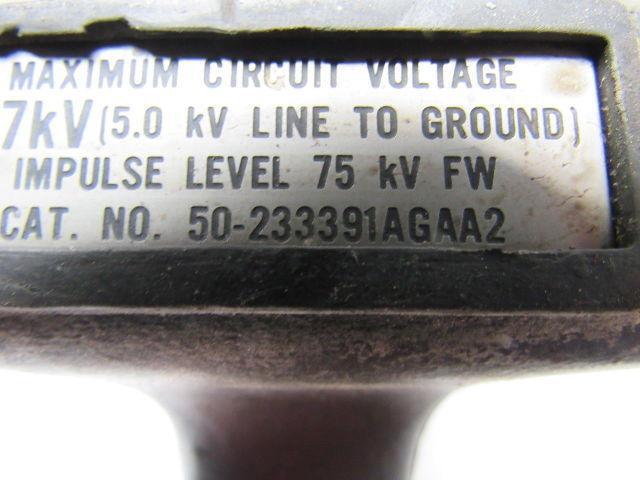 MAXIMUM CIRCUIT VOLTAGE
7kV (5.0 kV LINE TO GROUND)
IMPULSE LEVEL 75 kV FW
CAT. NO. 50-233391AGAA2